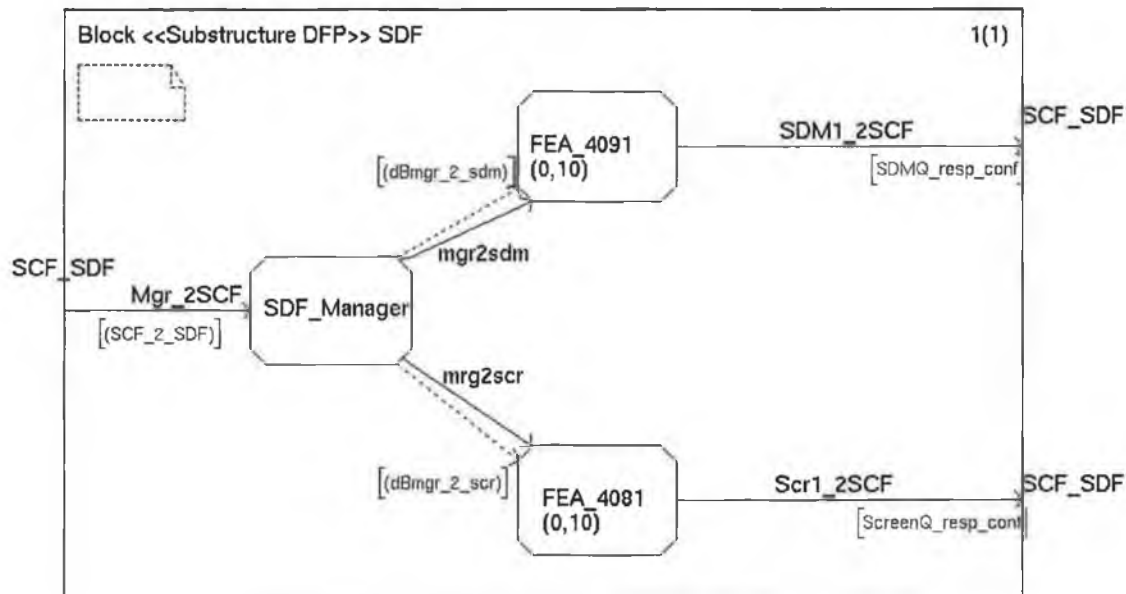 Block <<Substructure DFP>> SDF
1(1)
SCF_SDF
SDM1_2SCF
FEA_4091
(0,10)
[(dBmgr_2_sdm)]
[SDMQ_resp_conf
mgr2sdm
SCF_SDF
Mgr_2SCF
SDF_Manager
[(SCF_2_SDF)]
mrg2scr
[(dBmgr_2_scr)]
Scr1_2SCF
SCF_SDF
FEA_4081
(0,10)
[ScreenQ_resp_conf]